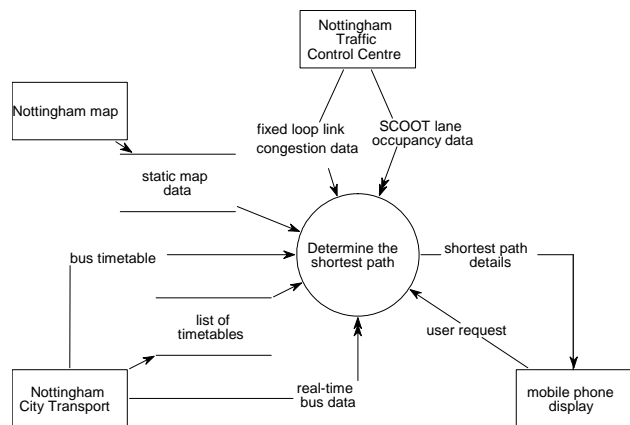 Nottingham
Traffic
Control Centre
Nottingham map
fixed loop link
congestion data
SCOOT lane
occupancy data
static map
data
Determine the
shortest path
shortest path
details
bus timetable
list of
timetables
user request
real-time
bus data
Nottingham
City Transport
mobile phone
display